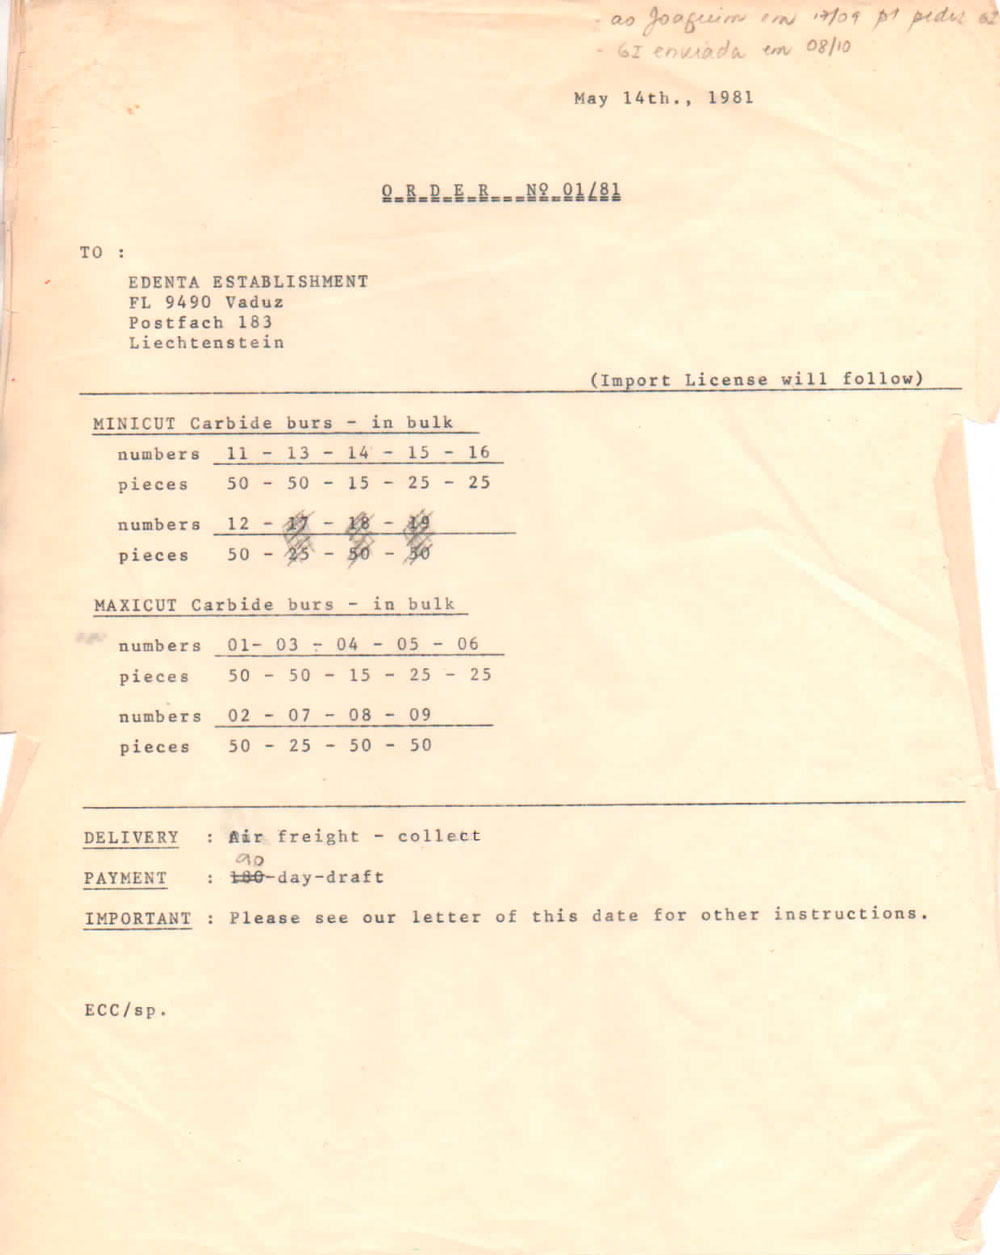 - ao Joaquim em 17/09 p/ pedir GI
- GI enviada em 08/10
May 14th., 1981
ORDER Nº 01/81
TO :
EDENTA ESTABLISHMENT
FL 9490 Vaduz
Postfach 183
Liechtenstein
(Import License will follow)
MINICUT Carbide burs - in bulk
numbers 11 - 13 - 14 - 15 - 16
pieces 50 - 50 - 15 - 25 - 25
numbers 12 - 17 - 18 - 19
pieces 50 - 25 - 50 - 50
MAXICUT Carbide burs - in bulk
numbers 01- 03 - 04 - 05 - 06
pieces 50 - 50 - 15 - 25 - 25
numbers 02 - 07 - 08 - 09
pieces 50 - 25 - 50 - 50
DELIVERY : Air freight - collect
90
PAYMENT : 180-day-draft
IMPORTANT : Please see our letter of this date for other instructions.
ECC/sp.